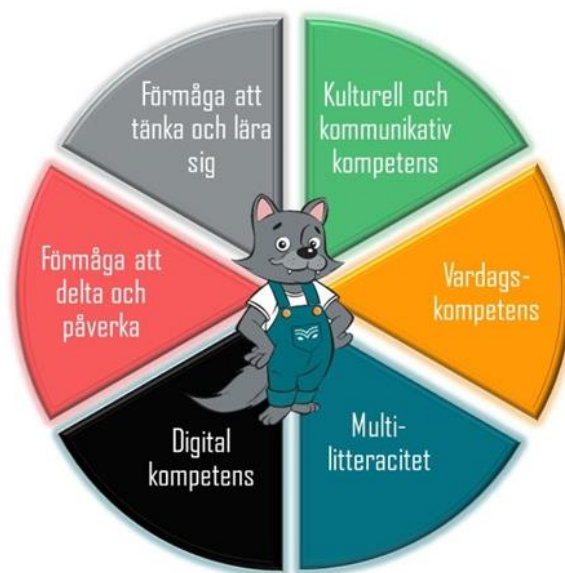 Förmåga att
tänka och lära
sig
Kulturell och
kommunikativ
kompetens
Vardags-
kompetens
Multi-
litteracitet
Digital
kompetens
Förmåga att
delta och
påverka